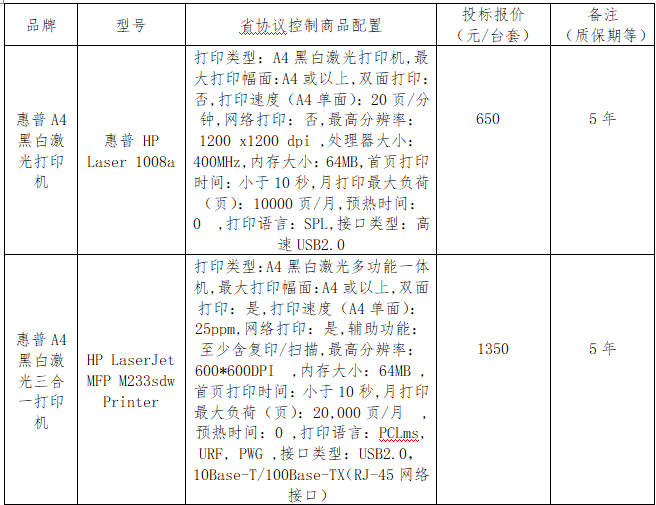 品牌
型号
省协议控制商品配置
投标报价
（元/台套）
备注
（质保期等）
惠普 A4
黑白激
光打印
机
惠普 HP
Laser 1008a
打印类型: A4 黑白激光打印机,最
大打印幅面:A4 或以上,双面打印:
否,打印速度（A4 单面）: 20 页/分
钟,网络打印: 否,最高分辨率:
1200 x1200 dpi ,处理器大小:
400MHz,内存大小: 64MB,首页打印
时间: 小于 10 秒,月打印最大负荷
（页）: 10000 页/月,预热时间:
0 ,打印语言: SPL,接口类型: 高
速 USB2.0
650
5 年
惠普 A4
黑白激
光三合
一打印
机
HP LaserJet
MFP M233sdw
Printer
打印类型:A4 黑白激光多功能一体
机,最大打印幅面:A4 或以上,双面
打印: 是,打印速度（A4 单面）:
25ppm,网络打印: 是,辅助功能:
至少含复印/扫描,最高分辨率:
600*600DPI ,内存大小: 64MB ,
首页打印时间: 小于 10 秒,月打印
最大负荷（页）: 20,000 页/月 ,
预热时间: 0 ,打印语言: PCLms,
URF, PWG ,接口类型: USB2.0,
10Base-T/100Base-TX(RJ-45 网络
接口)
1350
5 年